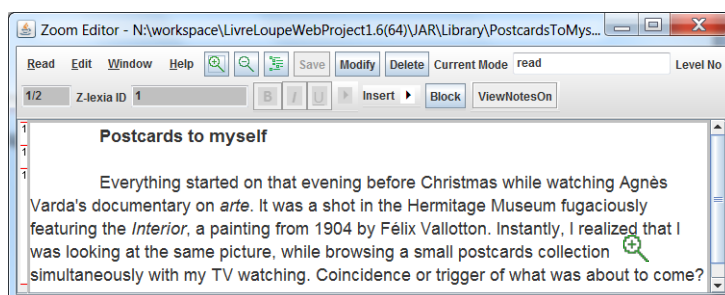 Zoom Editor - N:\workspace\LivreLoupeWebProject1.6(64)\JAR\Library\PostcardsToMys...
Read Edit Window Help Save Modify Delete Current Mode read Level No
1/2 Z-lexia ID 1 B I U Insert Block ViewNotesOn
1
1
1
Postcards to myself
Everything started on that evening before Christmas while watching Agnès
Varda's documentary on arte. It was a shot in the Hermitage Museum fugaciously
featuring the Interior, a painting from 1904 by Félix Vallotton. Instantly, I realized that I
was looking at the same picture, while browsing a small postcards collection
simultaneously with my TV watching. Coincidence or trigger of what was about to come?